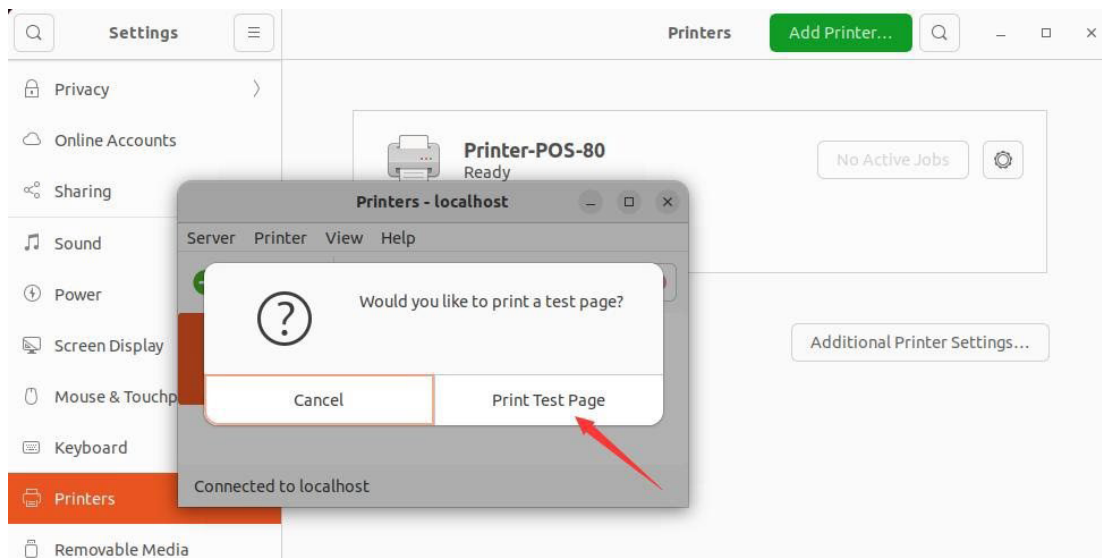 Settings
Printers
Add Printer...
Privacy
Online Accounts
Sharing
Sound
Power
Screen Display
Mouse & Touchp
Keyboard
Printers
Removable Media
Printer-POS-80
Ready
No Active Jobs
Additional Printer Settings...
Printers - localhost
Server Printer View Help
Would you like to print a test page?
Cancel Print Test Page
Connected to localhost